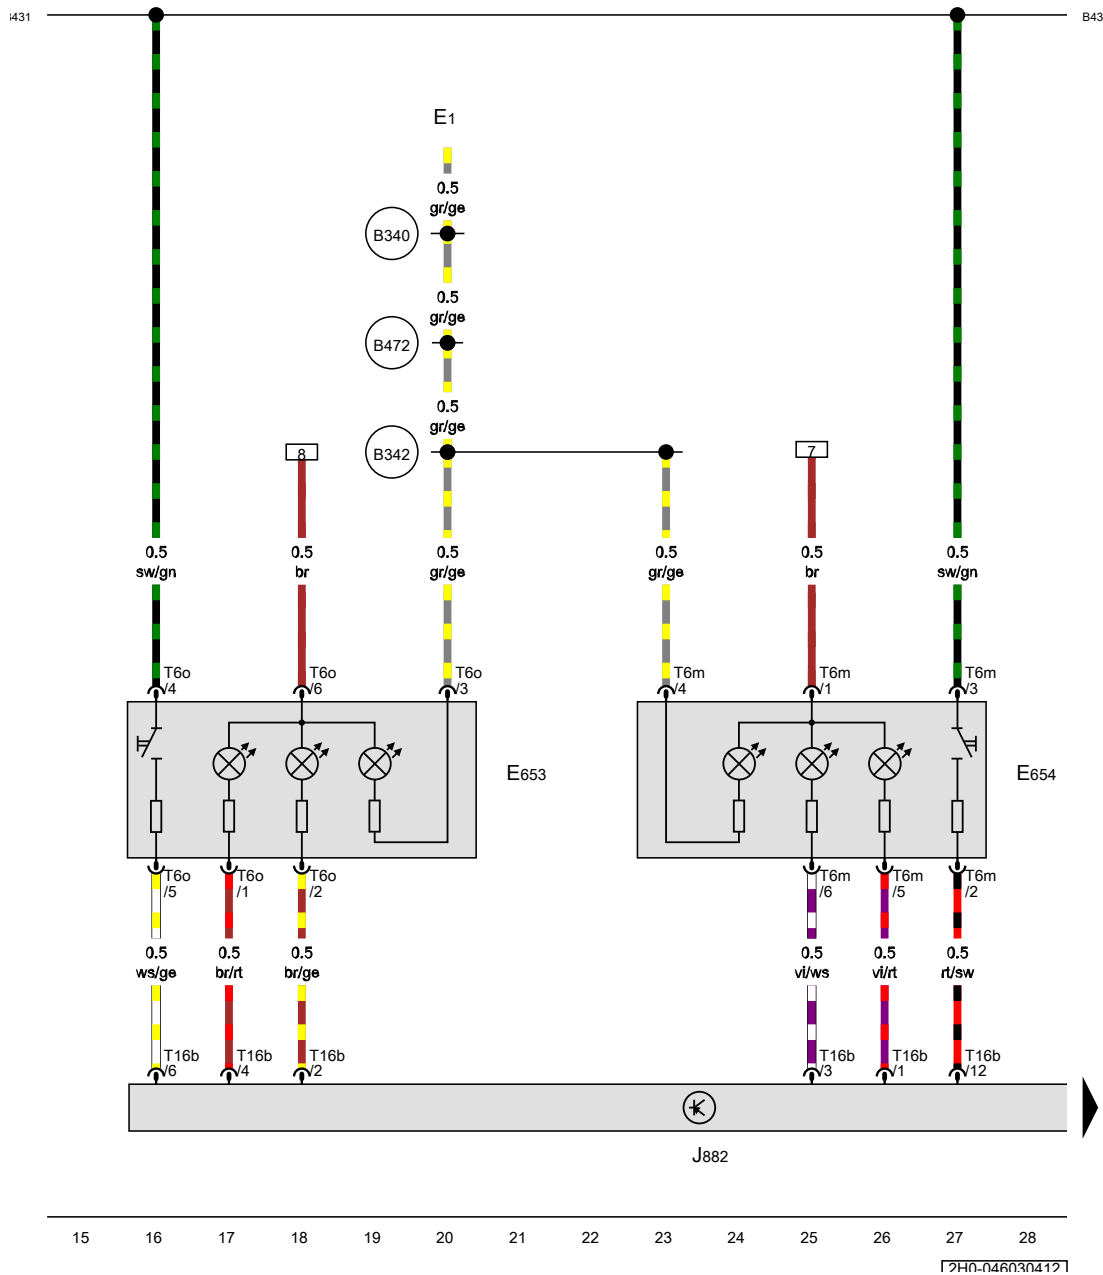 B431 B43
E1
0.5
gr/ge
B340
0.5
gr/ge
B472
0.5
gr/ge
8 B342 7
0.5 0.5 0.5 0.5 0.5 0.5
sw/gn br gr/ge gr/ge br sw/gn
T6o T6o T6o T6m T6m T6m
/4 /6 /3 /4 /1 /3
E653 E654
T6o T6o T6o T6m T6m T6m
/5 /1 /2 /6 /5 /2
0.5 0.5 0.5 0.5 0.5 0.5
ws/ge br/rt br/ge vi/ws vi/rt rt/sw
T16b T16b T16b T16b T16b T16b
/6 /4 /2 /3 /1 /12
J882
15 16 17 18 19 20 21 22 23 24 25 26 27 28
2H0-046030412